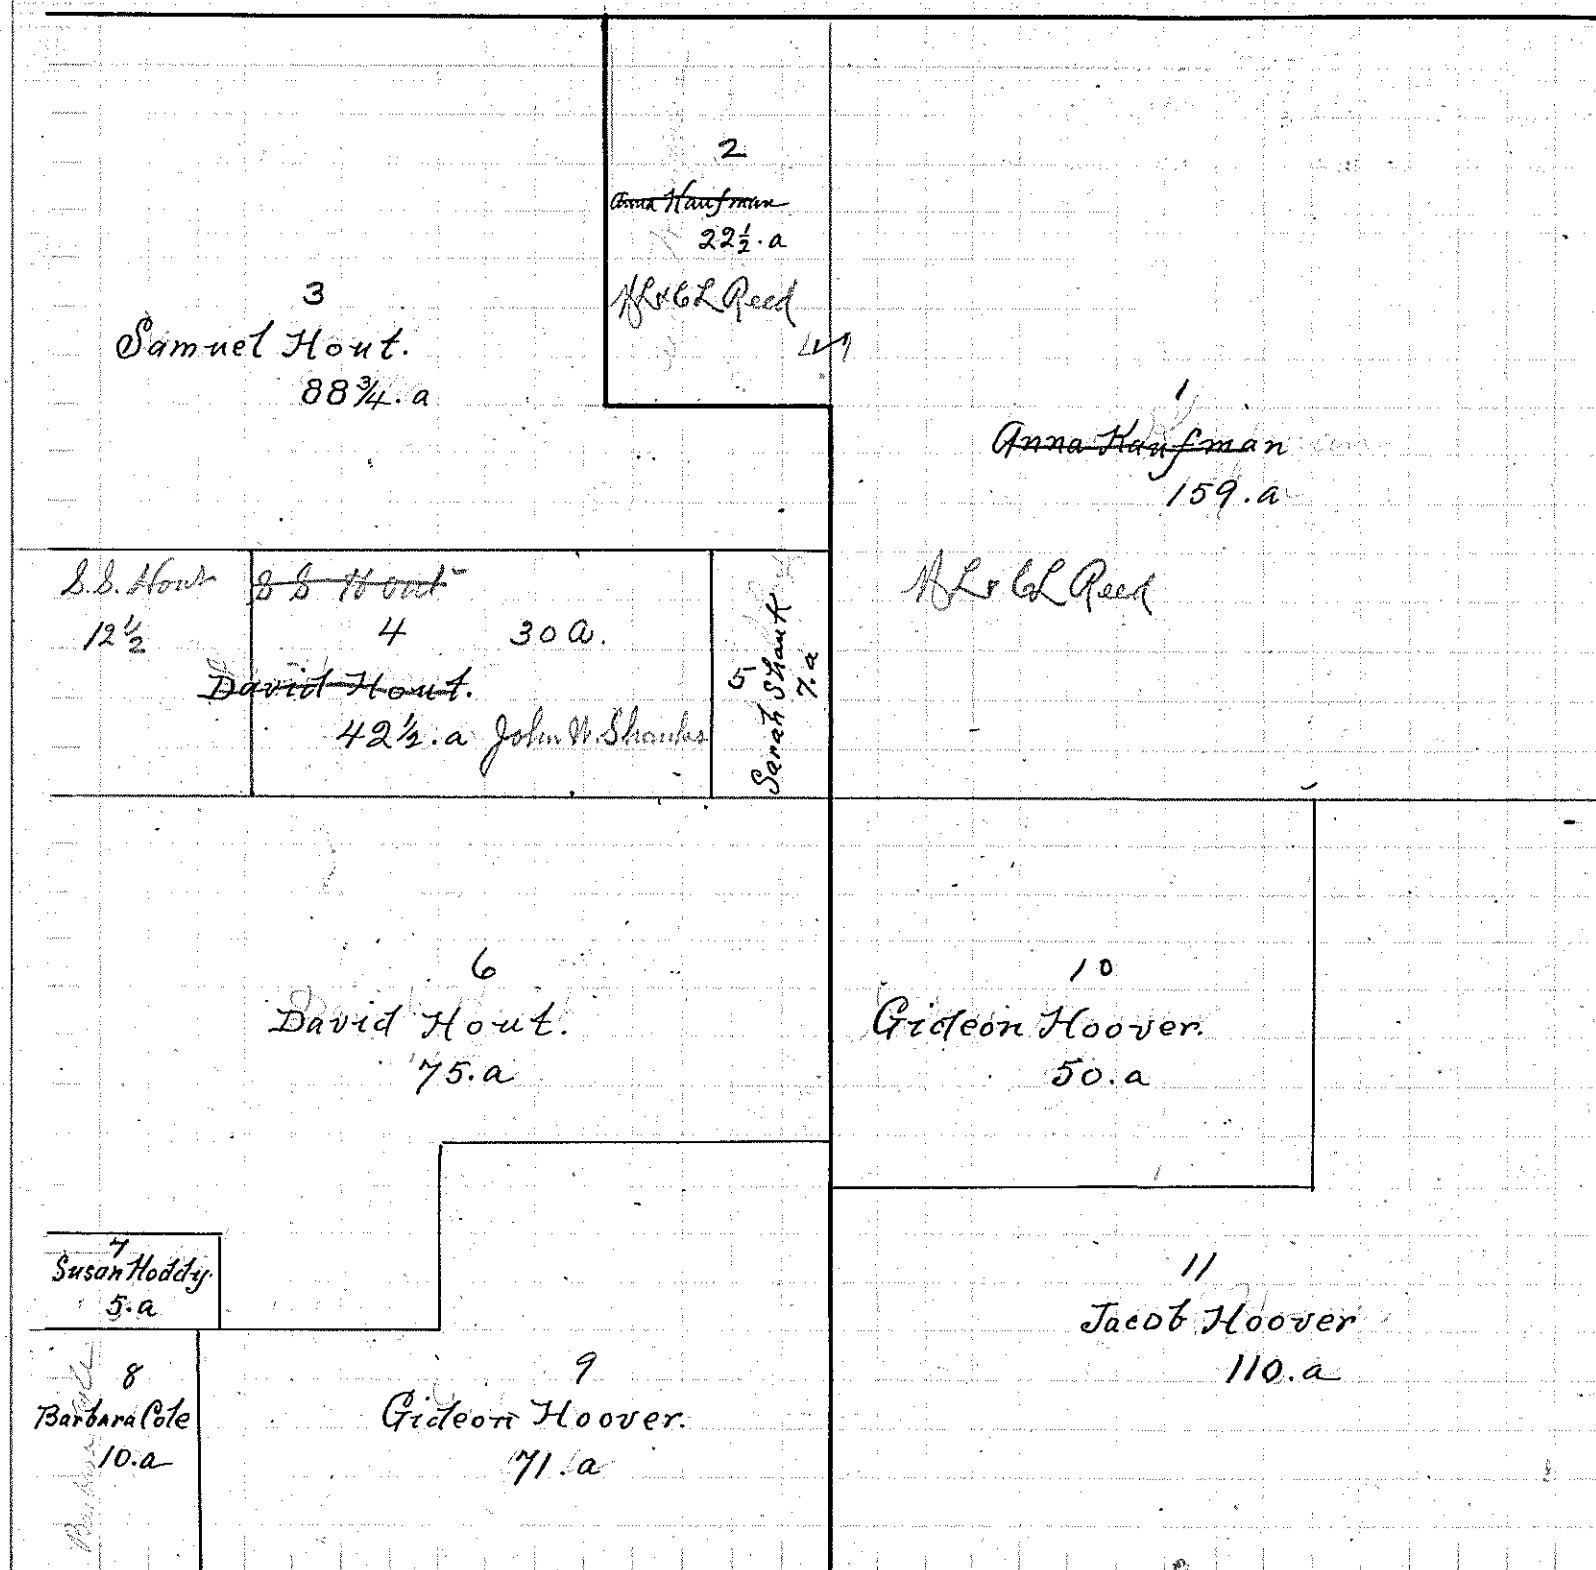 2
Anna Kaufman
22½.a
Reed
3
Samuel Hout.
88¾.a
1
Anna Kaufman
159.a
L & CL Reed
S.S. Hout
12½
S S Hout
4 30 a.
David Hout.
42½.a John W. Shanks
5
Sarah Shank
7.a
6
David Hout.
75.a
10
Gideon Hoover.
50.a
7
Susan Hoddy.
5.a
8
Barbara Cole
10.a
9
Gideon Hoover.
71.a
11
Jacob Hoover
110.a